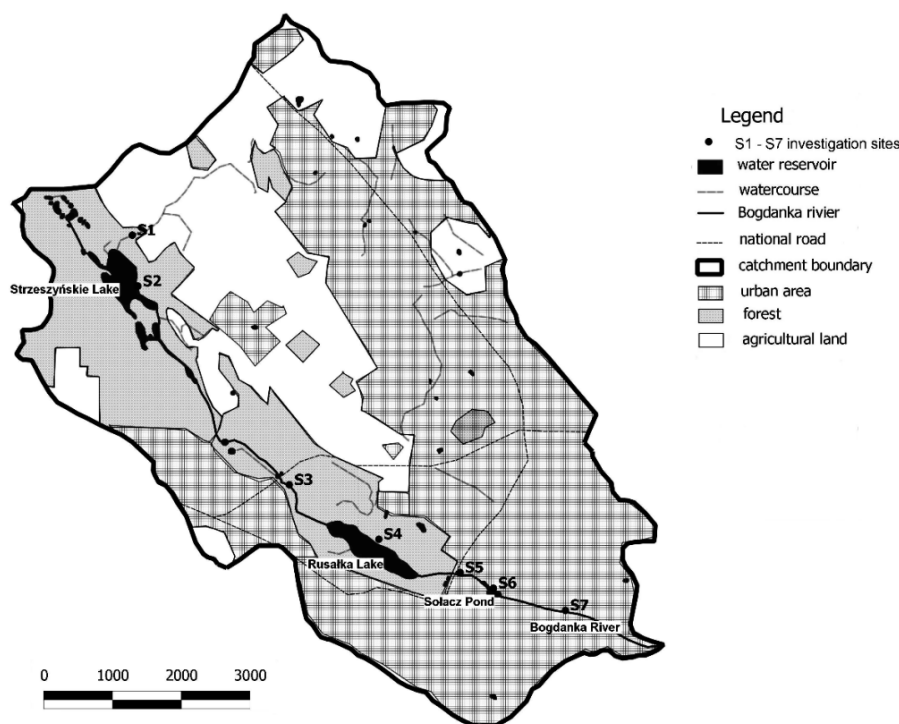 Legend
S1 - S7 investigation sites
water reservoir
watercourse
Bogdanka rivier
national road
catchment boundary
urban area
forest
agricultural land
S1
S2
Strzeszyńskie Lake
S3
S4
Rusałka Lake
S5
S6
Sołacz Pond
S7
Bogdanka River
0 1000 2000 3000